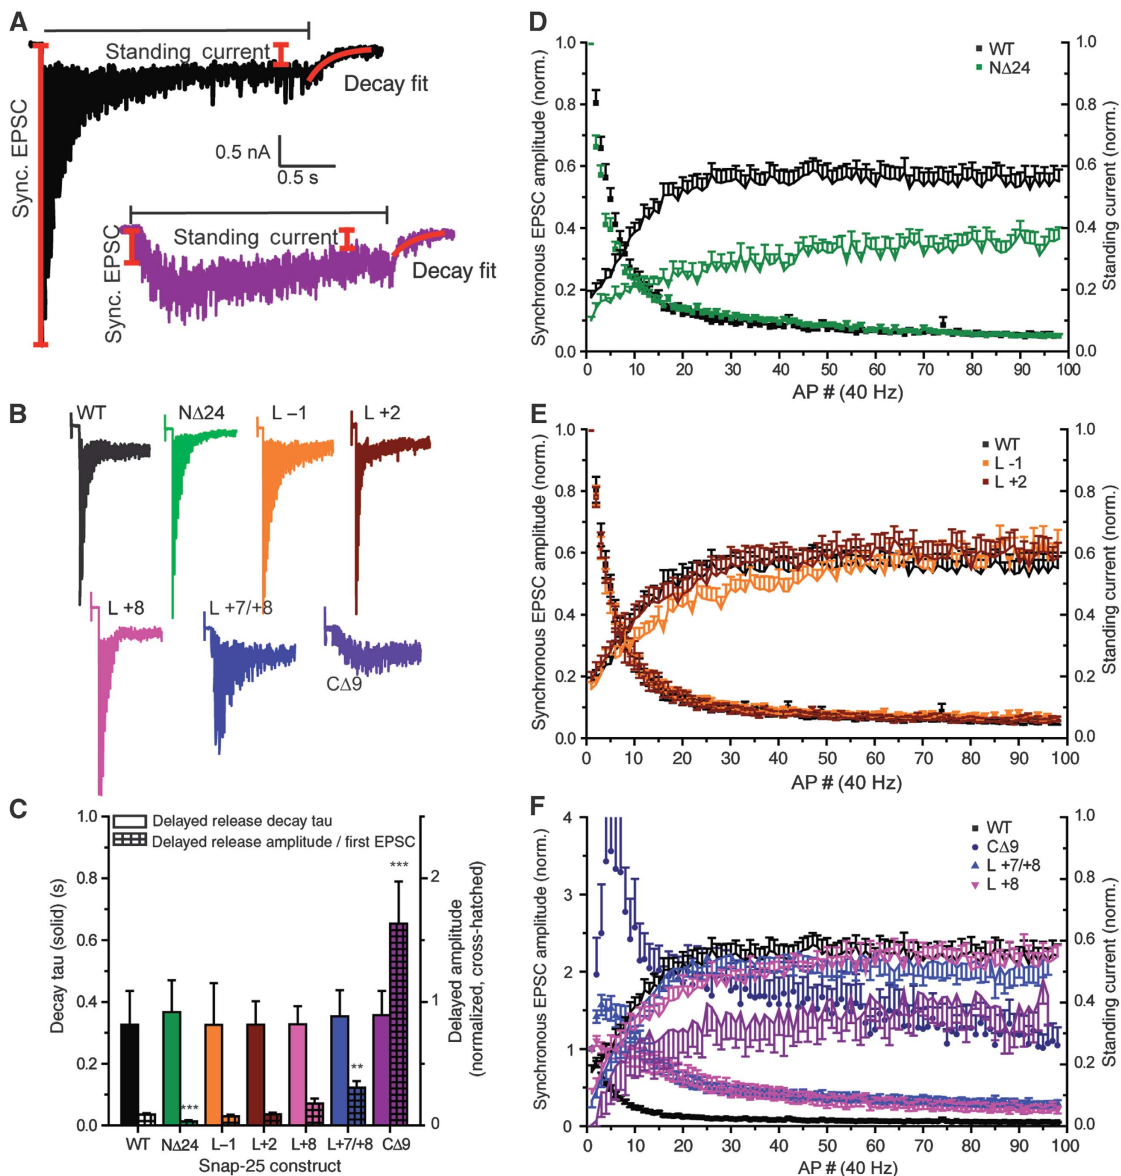 A
Standing current
Decay fit
Sync. EPSC
0.5 nA
0.5 s
Standing current
Decay fit
Sync. EPSC
B
WT
NΔ24
L –1
L +2
L +8
L +7/+8
CΔ9
C
Delayed release decay tau
Delayed release amplitude / first EPSC
Decay tau (solid) (s)
1.0
0.8
0.6
0.4
0.2
0.0
2
1
0
Delayed amplitude
(normalized, cross-hatched)
***
**
***
WT NΔ24 L–1 L+2 L+8 L+7/+8 CΔ9
Snap-25 construct
D
WT
NΔ24
Synchronous EPSC amplitude (norm.)
1.0
0.8
0.6
0.4
0.2
0.0
Standing current (norm.)
1.0
0.8
0.6
0.4
0.2
0.0
0 10 20 30 40 50 60 70 80 90 100
AP # (40 Hz)
E
WT
L -1
L +2
Synchronous EPSC amplitude (norm.)
1.0
0.8
0.6
0.4
0.2
0.0
Standing current (norm.)
1.0
0.8
0.6
0.4
0.2
0.0
0 10 20 30 40 50 60 70 80 90 100
AP # (40 Hz)
F
WT
CΔ9
L +7/+8
L +8
Synchronous EPSC amplitude (norm.)
4
3
2
1
0
Standing current (norm.)
1.0
0.8
0.6
0.4
0.2
0.0
0 10 20 30 40 50 60 70 80 90 100
AP # (40 Hz)